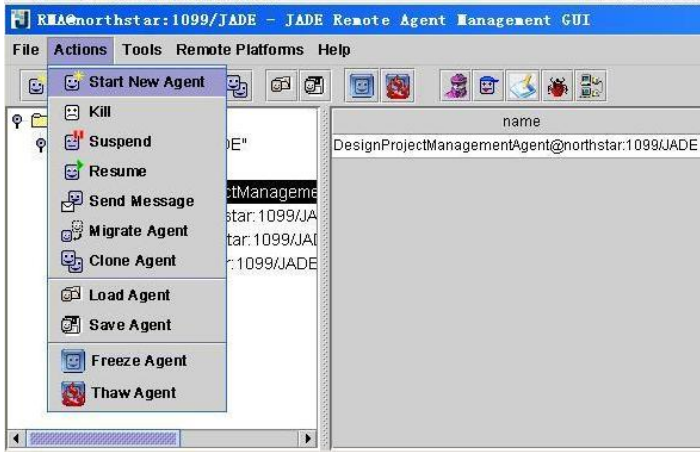 RMA@northstar:1099/JADE - JADE Remote Agent Management GUI
File Actions Tools Remote Platforms Help
Start New Agent
Kill
Suspend
Resume
Send Message
Migrate Agent
Clone Agent
Load Agent
Save Agent
Freeze Agent
Thaw Agent
DE"
ctManageme
star:1099/JA
tar:1099/JAD
r:1099/JADE
name
DesignProjectManagementAgent@northstar:1099/JADE